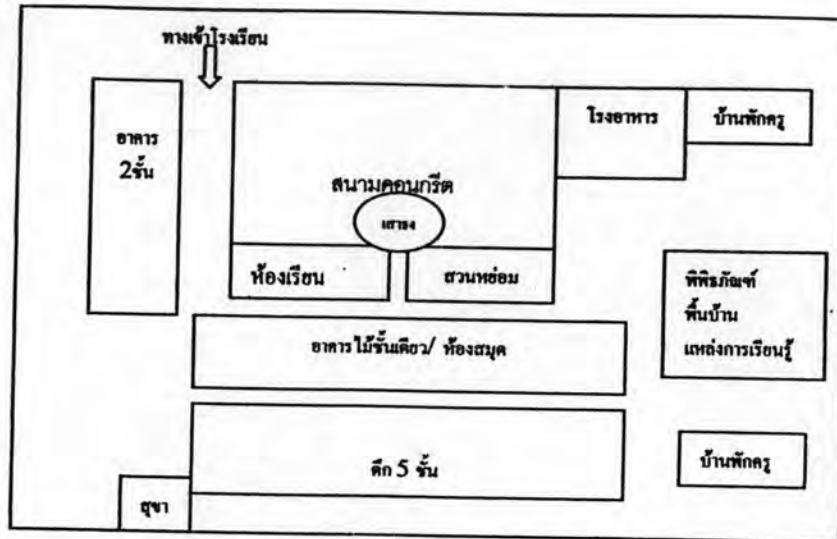 ทางเข้าโรงเรียน
อาคาร
2ชั้น
โรงอาหาร
บ้านพักครู
สนามคอนกรีต
เสาธง
ห้องเรียน
สวนหย่อม
พิพิธภัณฑ์
พื้นบ้าน
แหล่งการเรียนรู้
อาคารไม้ชั้นเดียว/ ห้องสมุด
ตึก 5 ชั้น
บ้านพักครู
สุขา